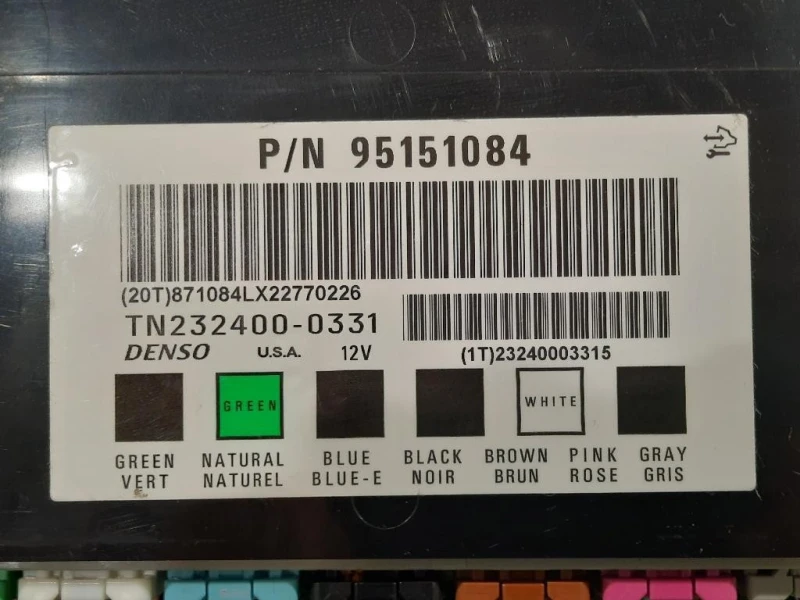 P/N 95151084
(20T)871084LX22770226
TN232400-0331
DENSO U.S.A. 12V
(1T)23240003315
GREEN WHITE
GREEN NATURAL BLUE BLACK BROWN PINK GRAY
VERT NATUREL BLUE-E NOIR BRUN ROSE GRIS